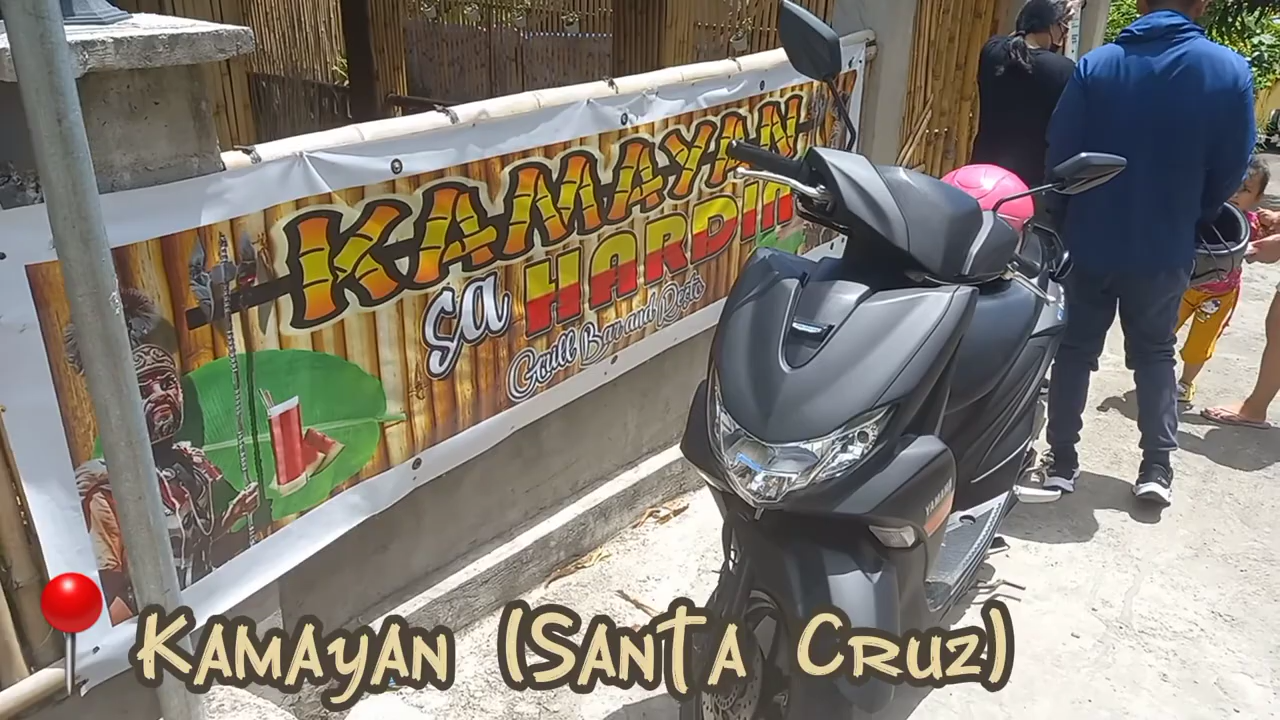 KAMAYAN
sa HARDIN
Grill Bar and Resto
YAMAHA
KAMAYAN (SANTA CRUZ)